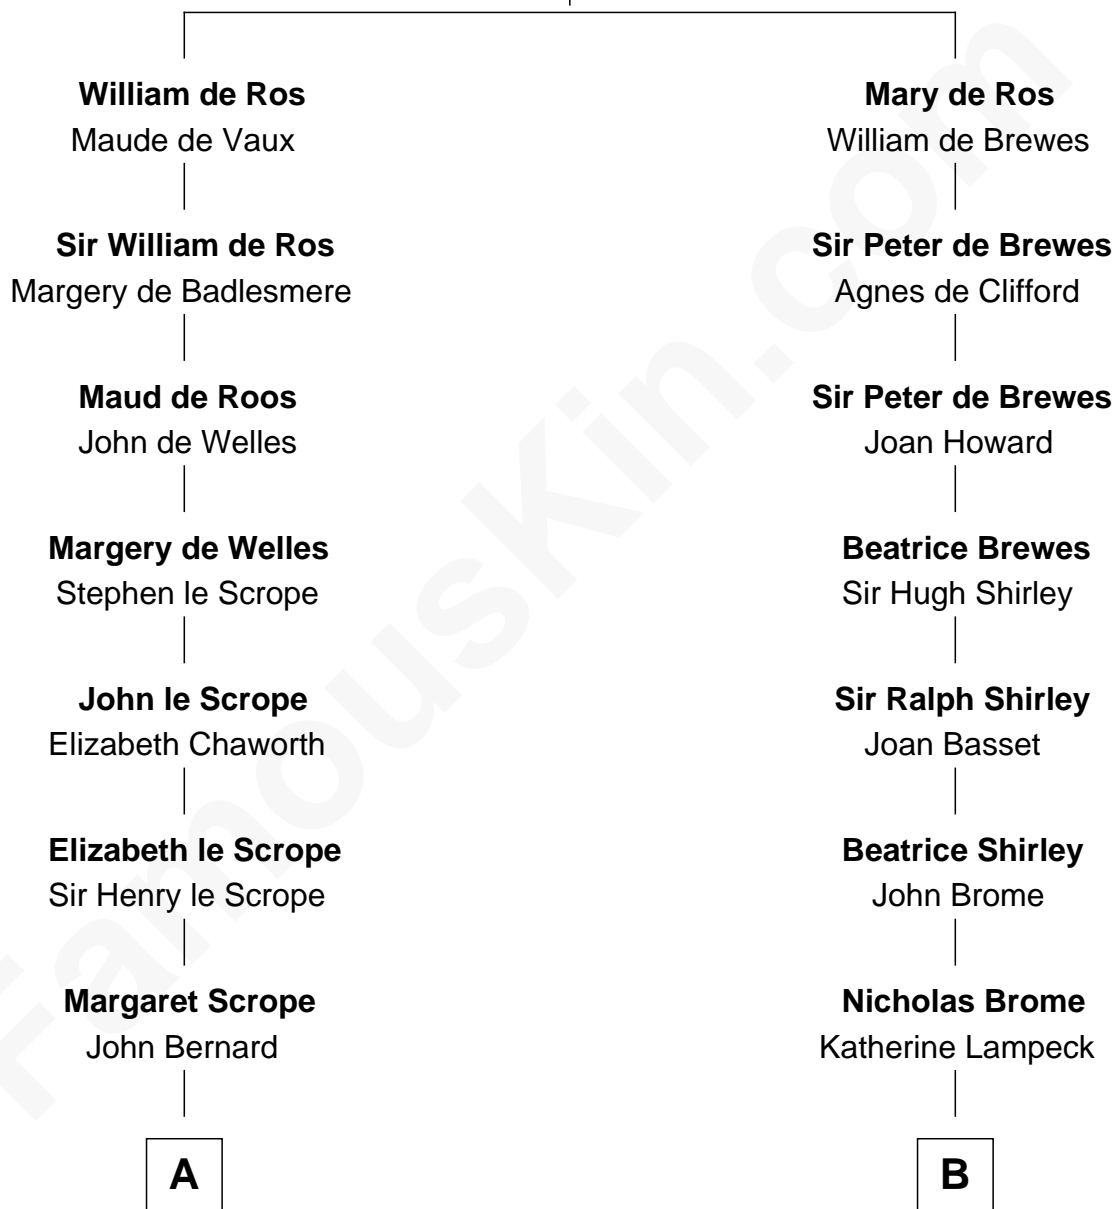 William de Ros
Maude de Vaux
Sir William de Ros
Margery de Badlesmere
Maud de Roos
John de Welles
Margery de Welles
Stephen le Scrope
John le Scrope
Elizabeth Chaworth
Elizabeth le Scrope
Sir Henry le Scrope
Margaret Scrope
John Bernard
A
Mary de Ros
William de Brewes
Sir Peter de Brewes
Agnes de Clifford
Sir Peter de Brewes
Joan Howard
Beatrice Brewes
Sir Hugh Shirley
Sir Ralph Shirley
Joan Basset
Beatrice Shirley
John Brome
Nicholas Brome
Katherine Lampeck
B
FamousKin.com